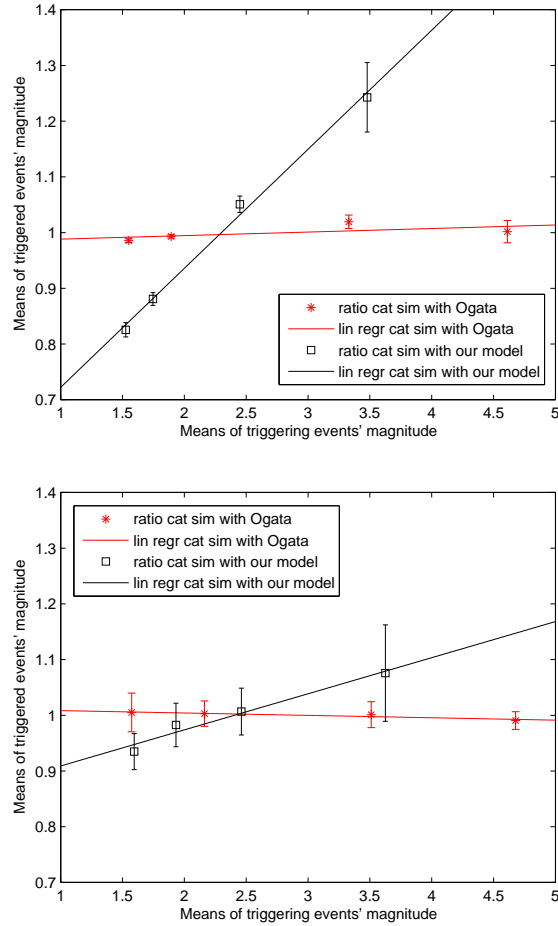 1.4
1.3
1.2
1.1
1
0.9
0.8
0.7
Means of triggered events' magnitude
ratio cat sim with Ogata
lin regr cat sim with Ogata
ratio cat sim with our model
lin regr cat sim with our model
1 1.5 2 2.5 3 3.5 4 4.5 5
Means of triggering events' magnitude
1.4
1.3
1.2
1.1
1
0.9
0.8
0.7
Means of triggered events' magnitude
ratio cat sim with Ogata
lin regr cat sim with Ogata
ratio cat sim with our model
lin regr cat sim with our model
1 1.5 2 2.5 3 3.5 4 4.5 5
Means of triggering events' magnitude